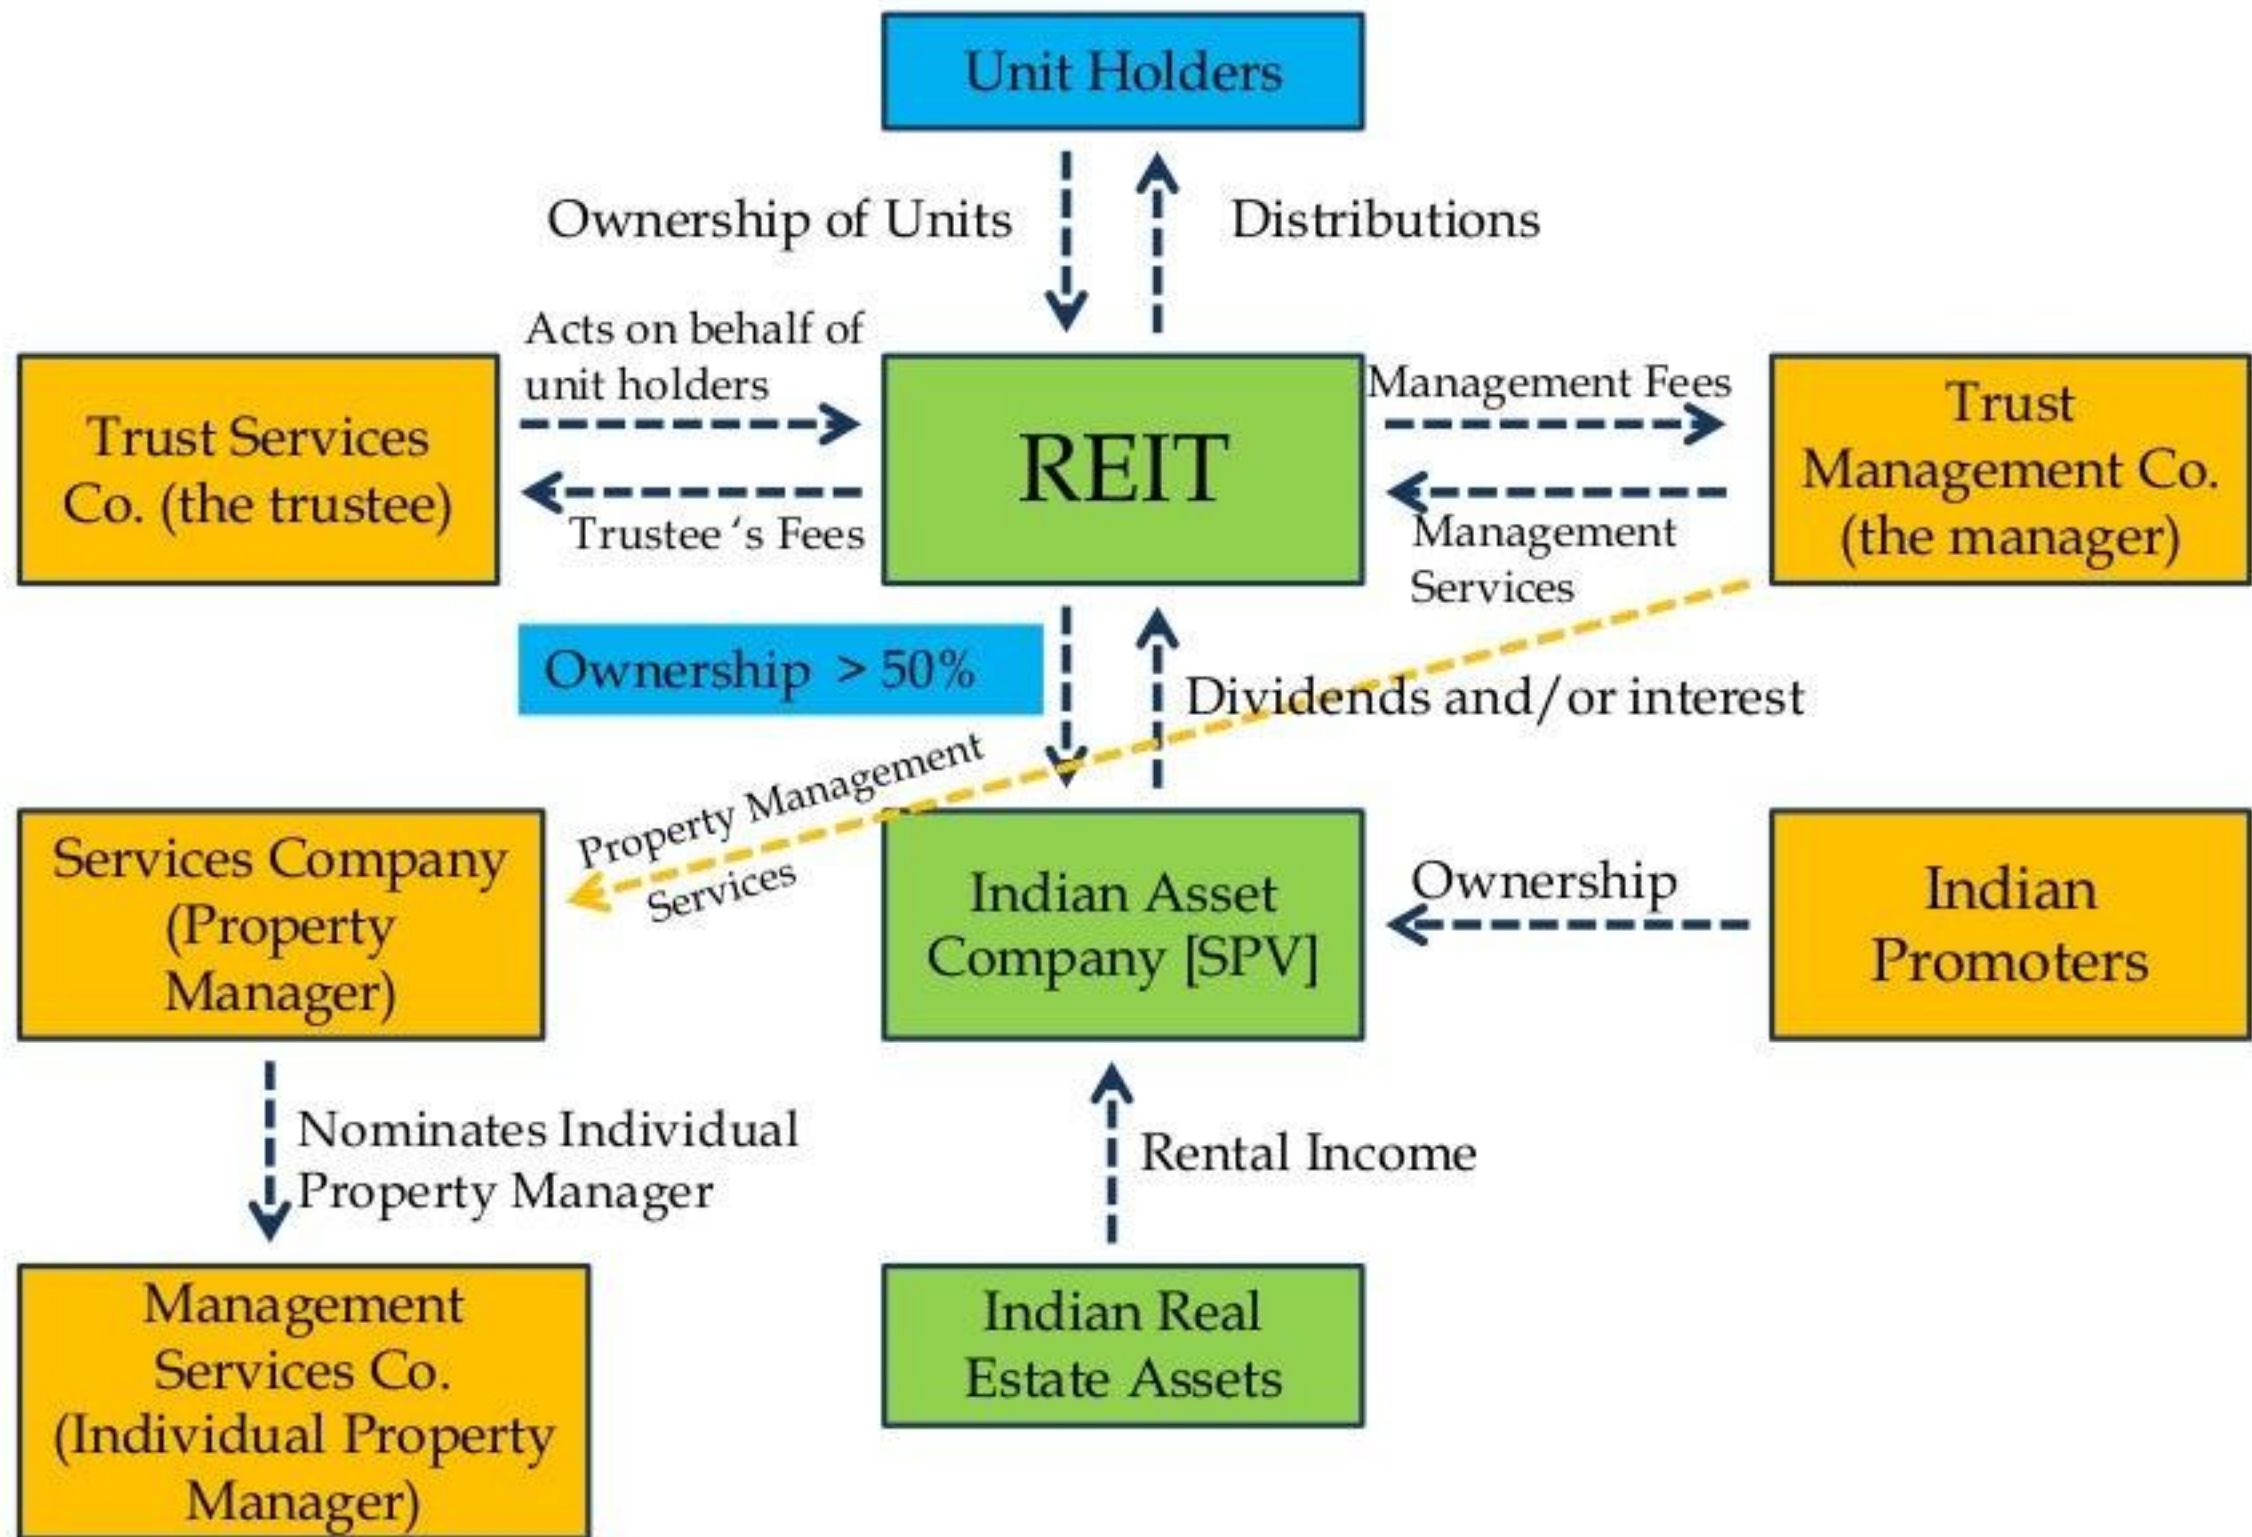 Unit Holders
Ownership of Units
Distributions
Acts on behalf of
unit holders
Trust Services
Co. (the trustee)
Trustee ‘s Fees
REIT
Management Fees
Management
Services
Trust
Management Co.
(the manager)
Ownership > 50%
Dividends and/or interest
Property Management
Services
Services Company
(Property
Manager)
Indian Asset
Company [SPV]
Ownership
Indian
Promoters
Nominates Individual
Property Manager
Rental Income
Management
Services Co.
(Individual Property
Manager)
Indian Real
Estate Assets